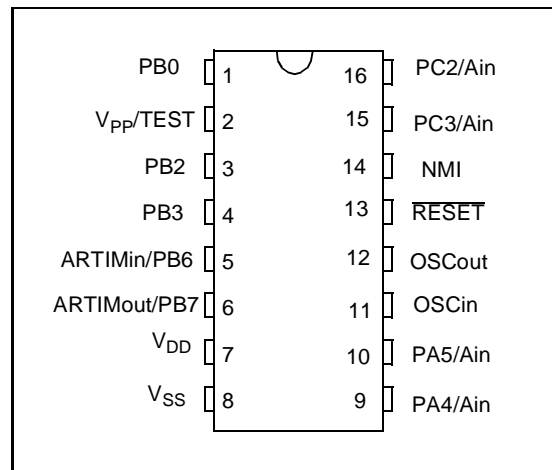 PB0 1 16 PC2/Ain
VPP/TEST 2 15 PC3/Ain
PB2 3 14 NMI
PB3 4 13 RESET
ARTIMin/PB6 5 12 OSCout
ARTIMout/PB7 6 11 OSCin
VDD 7 10 PA5/Ain
VSS 8 9 PA4/Ain